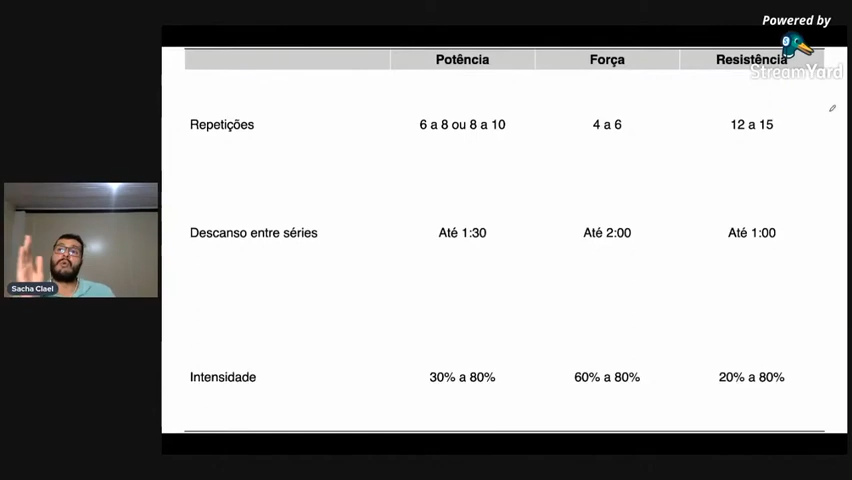 Powered by
StreamYard
Potência Força Resistência
Repetições 6 a 8 ou 8 a 10 4 a 6 12 a 15
Descanso entre séries Até 1:30 Até 2:00 Até 1:00
Sacha Clael
Intensidade 30% a 80% 60% a 80% 20% a 80%